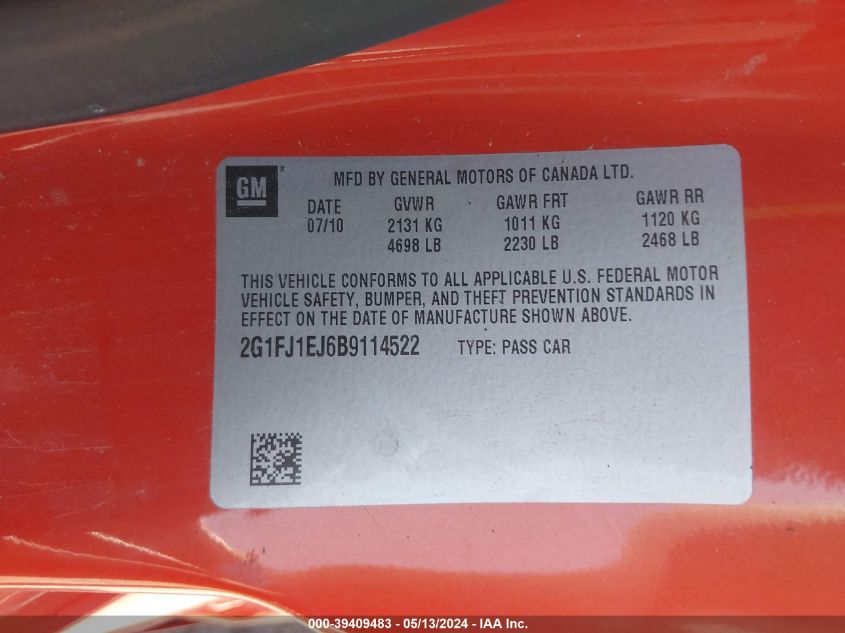 GM
MFD BY GENERAL MOTORS OF CANADA LTD.
DATE GVWR GAWR FRT GAWR RR
07/10 2131 KG 1011 KG 1120 KG
4698 LB 2230 LB 2468 LB
THIS VEHICLE CONFORMS TO ALL APPLICABLE U.S. FEDERAL MOTOR
VEHICLE SAFETY, BUMPER, AND THEFT PREVENTION STANDARDS IN
EFFECT ON THE DATE OF MANUFACTURE SHOWN ABOVE.
2G1FJ1EJ6B9114522 TYPE: PASS CAR
000-39409483 - 05/13/2024 - IAA Inc.